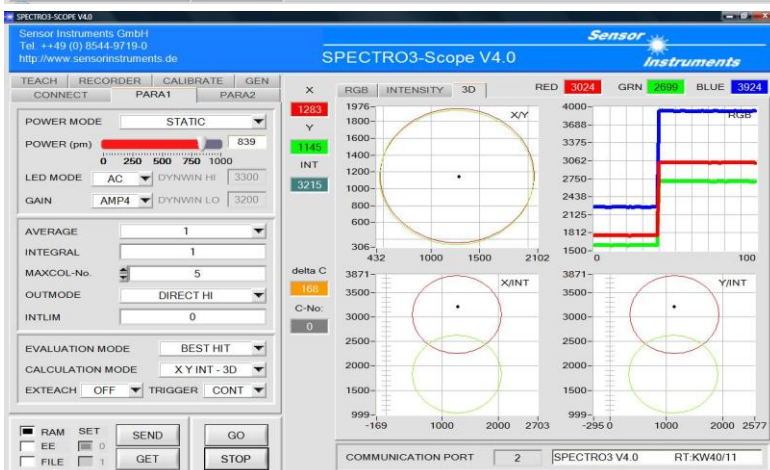 SPECTRO3-SCOPE V4.0
Sensor Instruments GmbH
Tel. ++49 (0) 8544-9719-0
http://www.sensorinstruments.de
SPECTRO3-Scope V4.0
Sensor
Instruments
TEACH RECORDER CALIBRATE GEN
CONNECT PARA1 PARA2
POWER MODE STATIC
POWER (pm) 839
0 250 500 750 1000
LED MODE AC DYNWIN HI 3300
GAIN AMP4 DYNWIN LO 3200
AVERAGE 1
INTEGRAL 1
MAXCOL-No. 5
OUTMODE DIRECT HI
INTLIM 0
EVALUATION MODE BEST HIT
CALCULATION MODE X Y INT - 3D
EXTEACH OFF TRIGGER CONT
RAM SET SEND GO
EE 0
FILE 1 GET STOP
X
1283
Y
1145
INT
3215
delta C
168
C-No:
0
RGB INTENSITY 3D RED 3024 GRN 2699 BLUE 3924
X/Y
1976
1800
1600
1400
1200
1000
800
600
306
432 1000 1500 2102
RGB
4000
3688
3375
3062
2750
2438
2125
1812
1500
0 100
X/INT
3871
3500
3000
2500
2000
1500
999
-169 1000 2000 2703
Y/INT
3871
3500
3000
2500
2000
1500
999
-295 0 1000 2000 2577
COMMUNICATION PORT 2 SPECTRO3 V4.0 RT:KW40/11